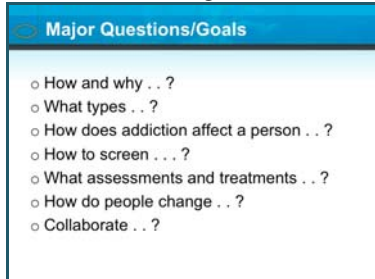 Major Questions/Goals
○ How and why . . ?
○ What types . . ?
○ How does addiction affect a person . . ?
○ How to screen . . . ?
○ What assessments and treatments . . ?
○ How do people change . . ?
○ Collaborate . . ?